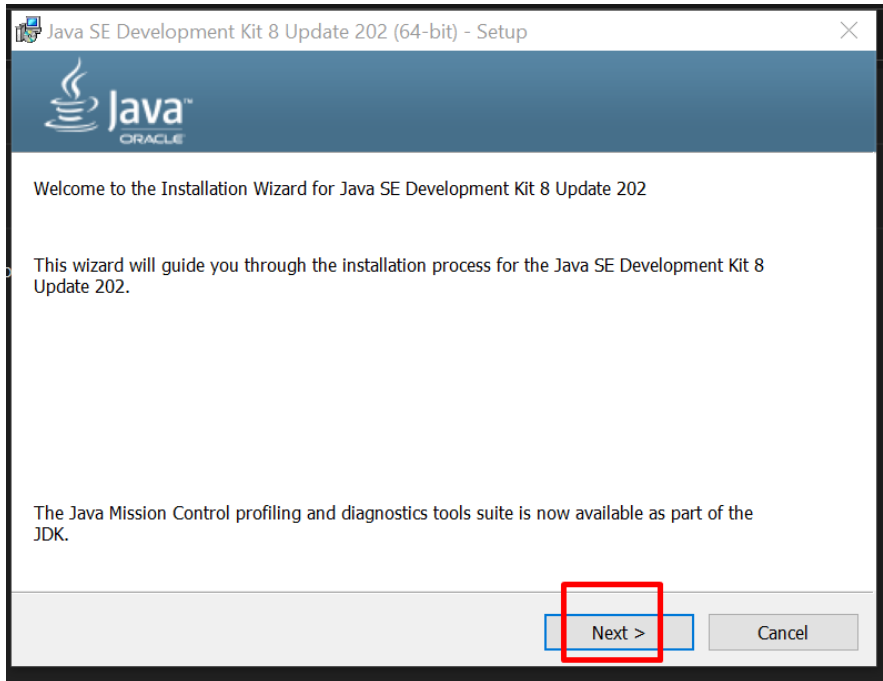 Java SE Development Kit 8 Update 202 (64-bit) - Setup
Java™
ORACLE
Welcome to the Installation Wizard for Java SE Development Kit 8 Update 202
This wizard will guide you through the installation process for the Java SE Development Kit 8
Update 202.
The Java Mission Control profiling and diagnostics tools suite is now available as part of the
JDK.
Next >
Cancel